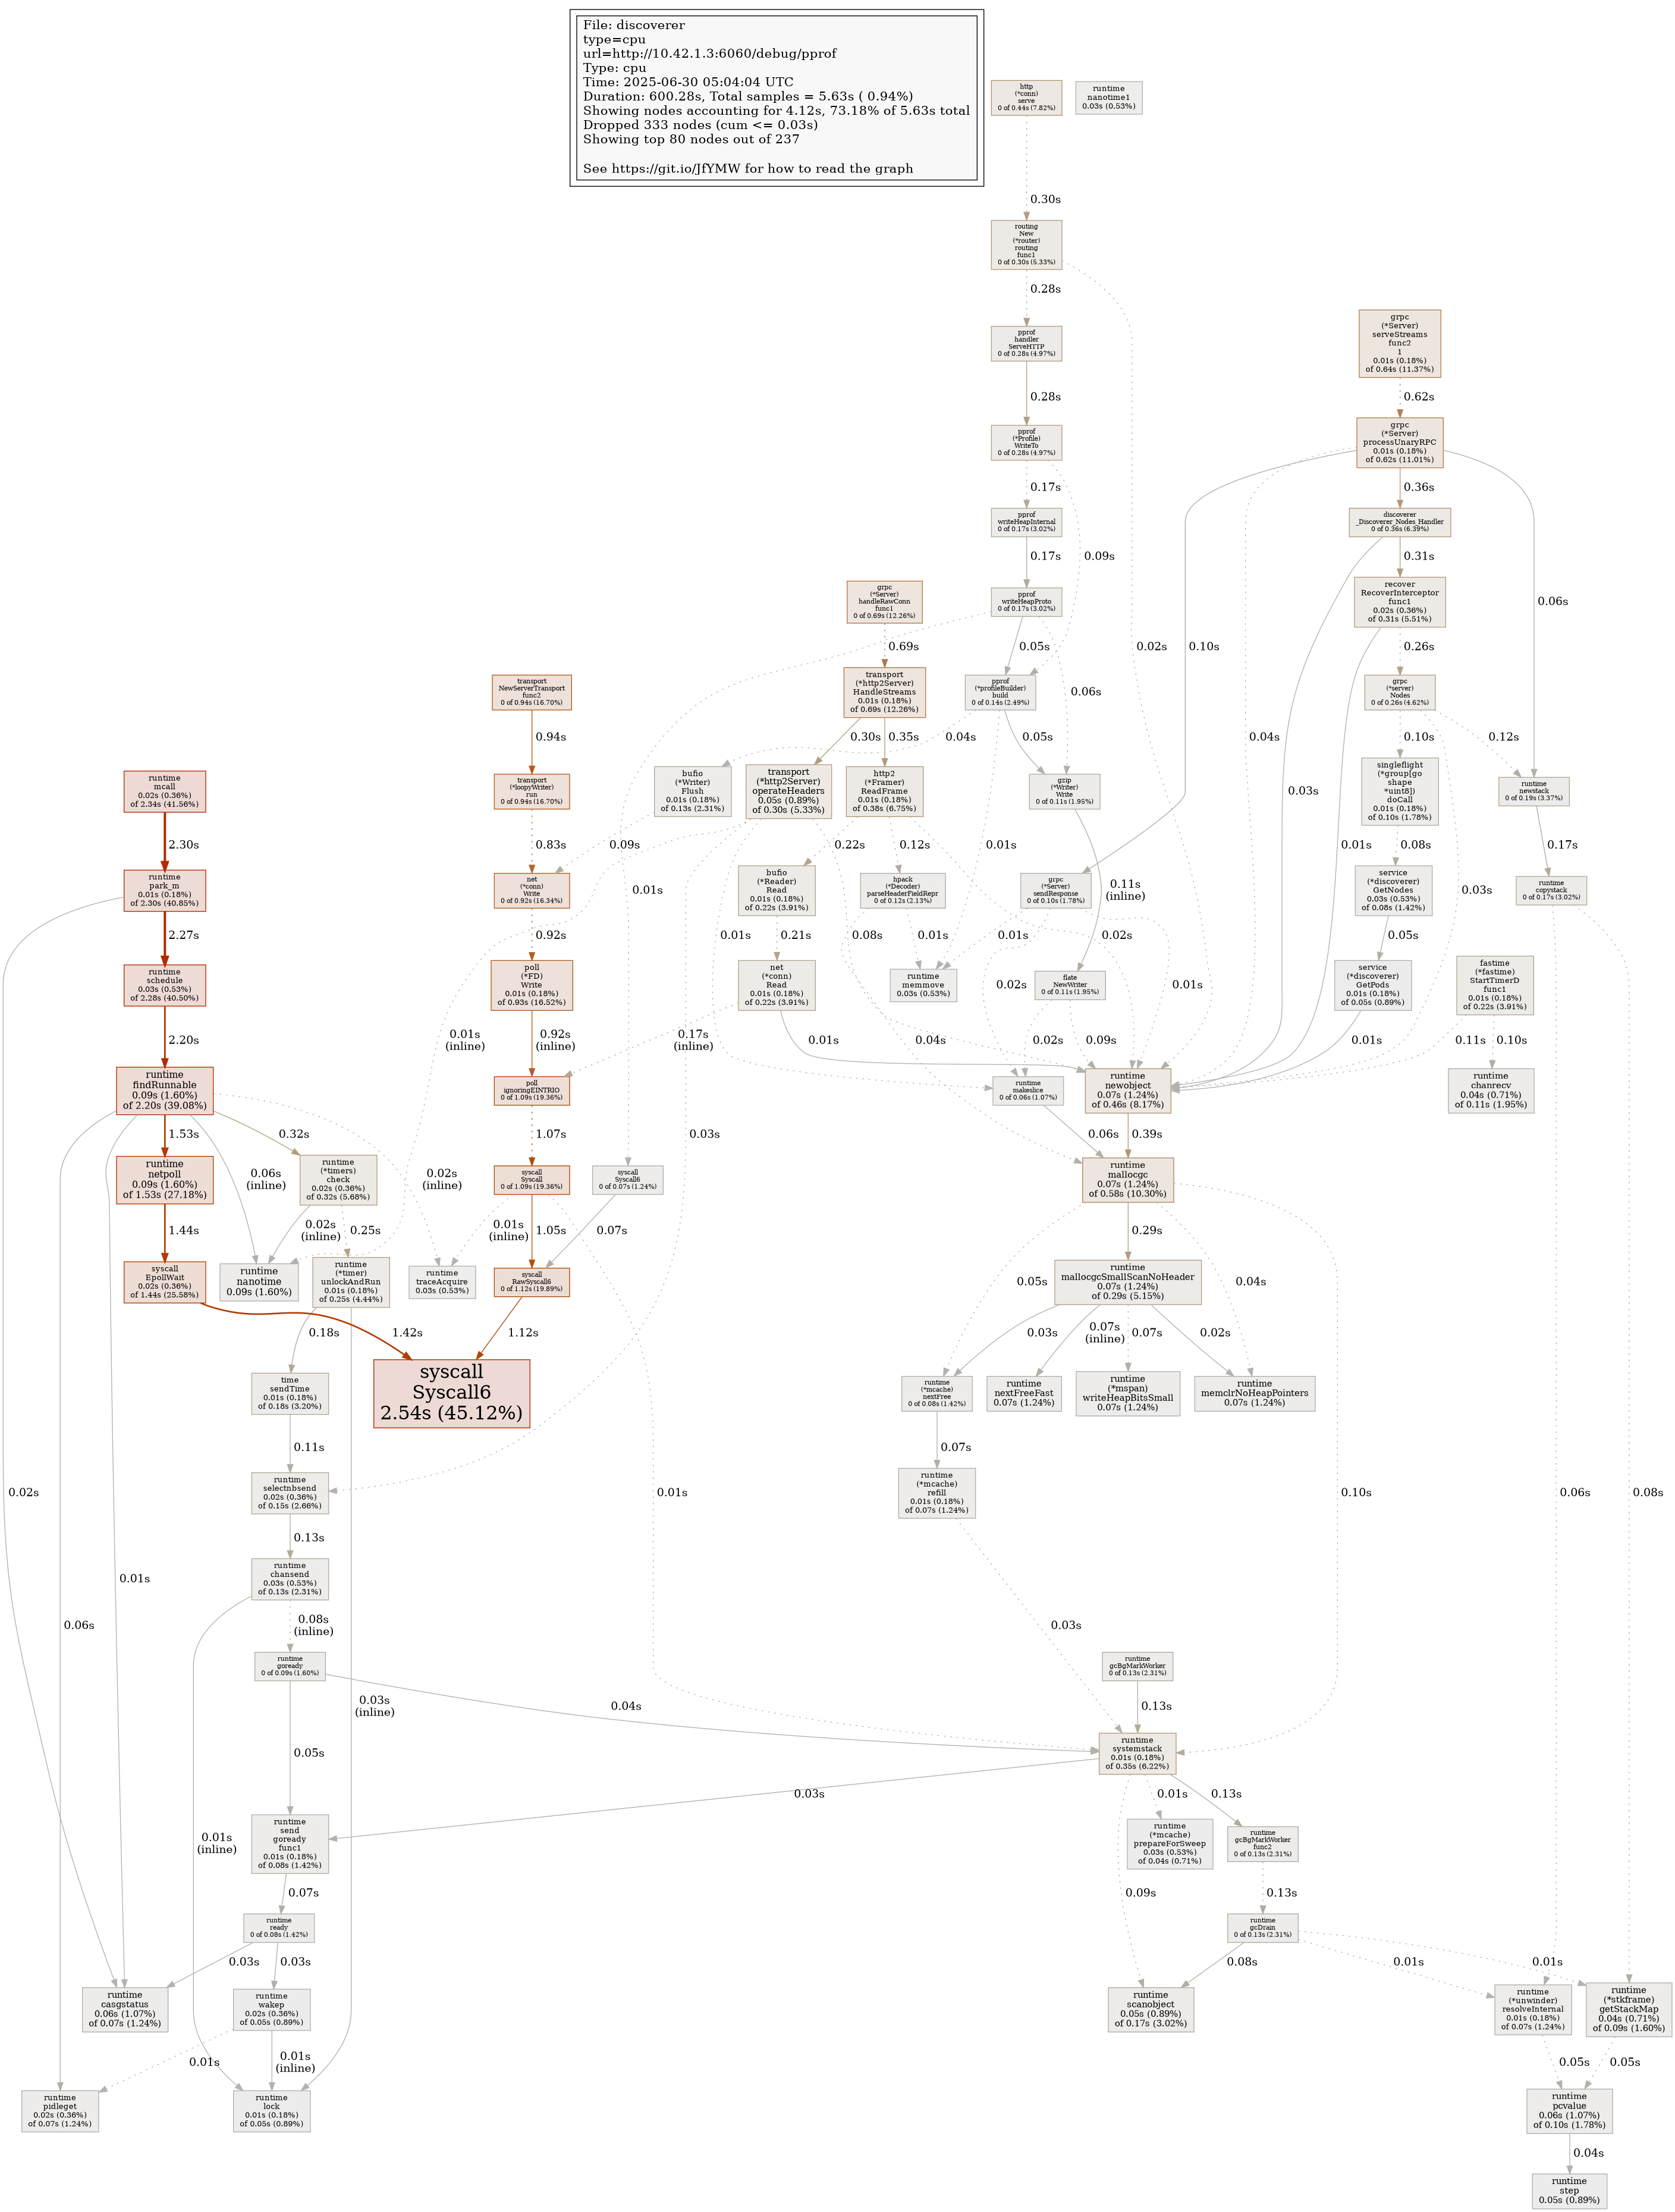 File: discoverer
type=cpu
url=http://10.42.1.3:6060/debug/pprof
Type: cpu
Time: 2025-06-30 05:04:04 UTC
Duration: 600.28s, Total samples = 5.63s ( 0.94%)
Showing nodes accounting for 4.12s, 73.18% of 5.63s total
Dropped 333 nodes (cum <= 0.03s)
Showing top 80 nodes out of 237
See https://git.io/JfYMW for how to read the graph
http
(*conn)
serve
0 of 0.44s (7.82%)
runtime
nanotime1
0.03s (0.53%)
0.30s
routing
New
(*router)
routing
func1
0 of 0.30s (5.33%)
0.28s
0.02s
pprof
handler
ServeHTTP
0 of 0.28s (4.97%)
0.28s
pprof
(*Profile)
WriteTo
0 of 0.28s (4.97%)
0.17s
0.09s
pprof
writeHeapInternal
0 of 0.17s (3.02%)
0.17s
pprof
writeHeapProto
0 of 0.17s (3.02%)
0.05s
0.06s
0.01s
grpc
(*Server)
serveStreams
func2
1
0.01s (0.18%)
of 0.64s (11.37%)
0.62s
grpc
(*Server)
processUnaryRPC
0.01s (0.18%)
of 0.62s (11.01%)
0.36s
0.10s
0.04s
0.06s
discoverer
_Discoverer_Nodes_Handler
0 of 0.36s (6.39%)
0.31s
0.03s
recover
RecoverInterceptor
func1
0.02s (0.36%)
of 0.31s (5.51%)
0.26s
0.01s
grpc
(*server)
Nodes
0 of 0.26s (4.62%)
0.10s
0.12s
0.03s
grpc
(*Server)
handleRawConn
func1
0 of 0.69s (12.26%)
0.69s
transport
(*http2Server)
HandleStreams
0.01s (0.18%)
of 0.69s (12.26%)
0.30s
0.35s
pprof
(*profileBuilder)
build
0 of 0.14s (2.49%)
0.04s
0.05s
0.01s
transport
NewServerTransport
func2
0 of 0.94s (16.70%)
0.94s
transport
(*loopyWriter)
run
0 of 0.94s (16.70%)
0.83s
bufio
(*Writer)
Flush
0.01s (0.18%)
of 0.13s (2.31%)
0.09s
transport
(*http2Server)
operateHeaders
0.05s (0.89%)
of 0.30s (5.33%)
0.01s
(inline)
0.03s
0.01s
0.08s
http2
(*Framer)
ReadFrame
0.01s (0.18%)
of 0.38s (6.75%)
0.22s
0.12s
0.02s
gzip
(*Writer)
Write
0 of 0.11s (1.95%)
0.11s
(inline)
singleflight
(*group[go
shape
*uint8])
doCall
0.01s (0.18%)
of 0.10s (1.78%)
0.08s
runtime
newstack
0 of 0.19s (3.37%)
0.17s
runtime
mcall
0.02s (0.36%)
of 2.34s (41.56%)
2.30s
runtime
park_m
0.01s (0.18%)
of 2.30s (40.85%)
2.27s
0.02s
net
(*conn)
Write
0 of 0.92s (16.34%)
0.92s
bufio
(*Reader)
Read
0.01s (0.18%)
of 0.22s (3.91%)
0.21s
hpack
(*Decoder)
parseHeaderFieldRepr
0 of 0.12s (2.13%)
0.01s
0.04s
grpc
(*Server)
sendResponse
0 of 0.10s (1.78%)
0.01s
0.02s
0.01s
service
(*discoverer)
GetNodes
0.03s (0.53%)
of 0.08s (1.42%)
0.05s
runtime
copystack
0 of 0.17s (3.02%)
0.06s
0.08s
runtime
schedule
0.03s (0.53%)
of 2.28s (40.50%)
2.20s
poll
(*FD)
Write
0.01s (0.18%)
of 0.93s (16.52%)
0.92s
(inline)
net
(*conn)
Read
0.01s (0.18%)
of 0.22s (3.91%)
0.17s
(inline)
0.01s
runtime
memmove
0.03s (0.53%)
flate
NewWriter
0 of 0.11s (1.95%)
0.02s
0.09s
service
(*discoverer)
GetPods
0.01s (0.18%)
of 0.05s (0.89%)
0.01s
fastime
(*fastime)
StartTimerD
func1
0.01s (0.18%)
of 0.22s (3.91%)
0.11s
0.10s
runtime
findRunnable
0.09s (1.60%)
of 2.20s (39.08%)
1.53s
0.32s
0.06s
(inline)
0.02s
(inline)
0.01s
0.06s
poll
ignoringEINTRIO
0 of 1.09s (19.36%)
1.07s
runtime
makeslice
0 of 0.06s (1.07%)
0.06s
runtime
newobject
0.07s (1.24%)
of 0.46s (8.17%)
0.39s
runtime
chanrecv
0.04s (0.71%)
of 0.11s (1.95%)
runtime
netpoll
0.09s (1.60%)
of 1.53s (27.18%)
1.44s
runtime
(*timers)
check
0.02s (0.36%)
of 0.32s (5.68%)
0.02s
(inline)
0.25s
syscall
Syscall
0 of 1.09s (19.36%)
0.01s
(inline)
1.05s
0.01s
syscall
Syscall6
0 of 0.07s (1.24%)
0.07s
runtime
mallocgc
0.07s (1.24%)
of 0.58s (10.30%)
0.29s
0.05s
0.04s
0.10s
syscall
EpollWait
0.02s (0.36%)
of 1.44s (25.58%)
1.42s
runtime
nanotime
0.09s (1.60%)
runtime
(*timer)
unlockAndRun
0.01s (0.18%)
of 0.25s (4.44%)
0.18s
0.03s
(inline)
runtime
traceAcquire
0.03s (0.53%)
syscall
RawSyscall6
0 of 1.12s (19.89%)
1.12s
runtime
mallocgcSmallScanNoHeader
0.07s (1.24%)
of 0.29s (5.15%)
0.03s
0.07s
(inline)
0.07s
0.02s
syscall
Syscall6
2.54s (45.12%)
time
sendTime
0.01s (0.18%)
of 0.18s (3.20%)
0.11s
runtime
(*mcache)
nextFree
0 of 0.08s (1.42%)
0.07s
runtime
nextFreeFast
0.07s (1.24%)
runtime
(*mspan)
writeHeapBitsSmall
0.07s (1.24%)
runtime
memclrNoHeapPointers
0.07s (1.24%)
runtime
selectnbsend
0.02s (0.36%)
of 0.15s (2.66%)
0.13s
runtime
(*mcache)
refill
0.01s (0.18%)
of 0.07s (1.24%)
0.03s
runtime
chansend
0.03s (0.53%)
of 0.13s (2.31%)
0.08s
(inline)
0.01s
(inline)
runtime
goready
0 of 0.09s (1.60%)
0.04s
0.05s
runtime
gcBgMarkWorker
0 of 0.13s (2.31%)
0.13s
runtime
systemstack
0.01s (0.18%)
of 0.35s (6.22%)
0.03s
0.09s
0.01s
0.13s
runtime
send
goready
func1
0.01s (0.18%)
of 0.08s (1.42%)
0.07s
runtime
(*mcache)
prepareForSweep
0.03s (0.53%)
of 0.04s (0.71%)
runtime
gcBgMarkWorker
func2
0 of 0.13s (2.31%)
0.13s
runtime
ready
0 of 0.08s (1.42%)
0.03s
0.03s
runtime
gcDrain
0 of 0.13s (2.31%)
0.08s
0.01s
0.01s
runtime
casgstatus
0.06s (1.07%)
of 0.07s (1.24%)
runtime
wakep
0.02s (0.36%)
of 0.05s (0.89%)
0.01s
0.01s
(inline)
runtime
scanobject
0.05s (0.89%)
of 0.17s (3.02%)
runtime
(*unwinder)
resolveInternal
0.01s (0.18%)
of 0.07s (1.24%)
0.05s
runtime
(*stkframe)
getStackMap
0.04s (0.71%)
of 0.09s (1.60%)
0.05s
runtime
pidleget
0.02s (0.36%)
of 0.07s (1.24%)
runtime
lock
0.01s (0.18%)
of 0.05s (0.89%)
runtime
pcvalue
0.06s (1.07%)
of 0.10s (1.78%)
0.04s
runtime
step
0.05s (0.89%)